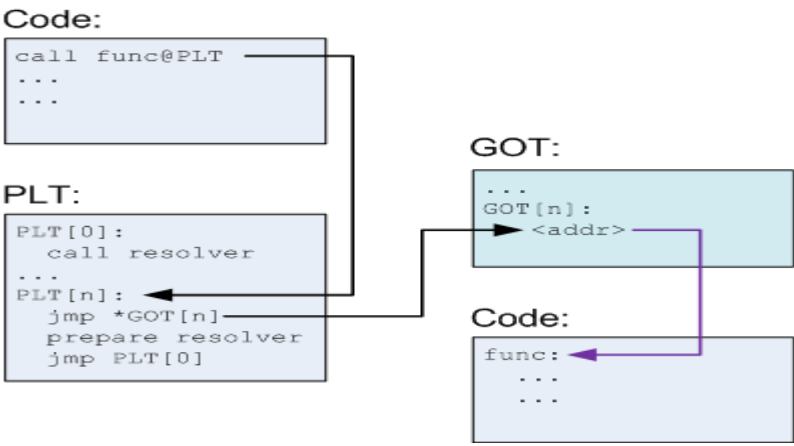 Code:
call func@PLT
...
...
PLT:
PLT[0]:
call resolver
...
PLT[n]:
jmp *GOT[n]
prepare resolver
jmp PLT[0]
GOT:
...
GOT[n]:
<addr>
Code:
func:
...
...